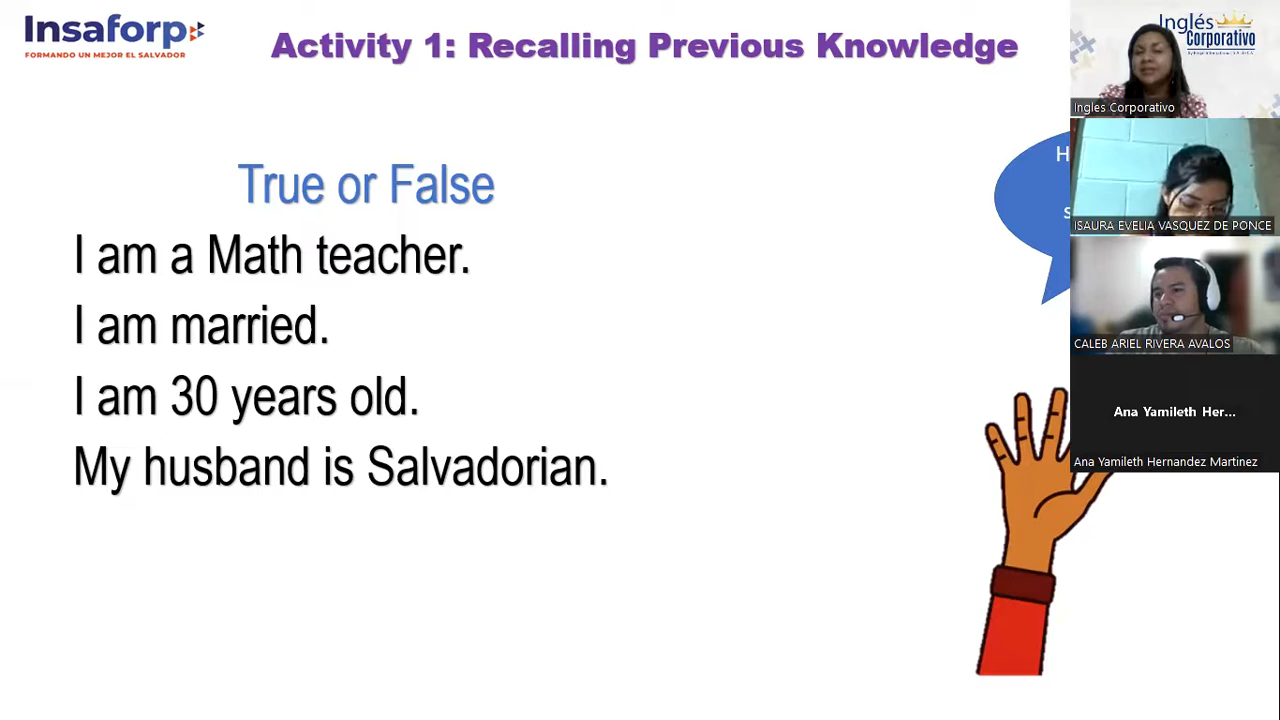 Insaforp
FORMANDO UN MEJOR EL SALVADOR
Activity 1: Recalling Previous Knowledge
True or False
I am a Math teacher.
I am married.
I am 30 years old.
My husband is Salvadorian.
Inglés
Corporativo
Ingles Corporativo
ISAURA EVELIA VASQUEZ DE PONCE
CALEB ARIEL RIVERA AVALOS
Ana Yamileth Her...
Ana Yamileth Hernandez Martinez